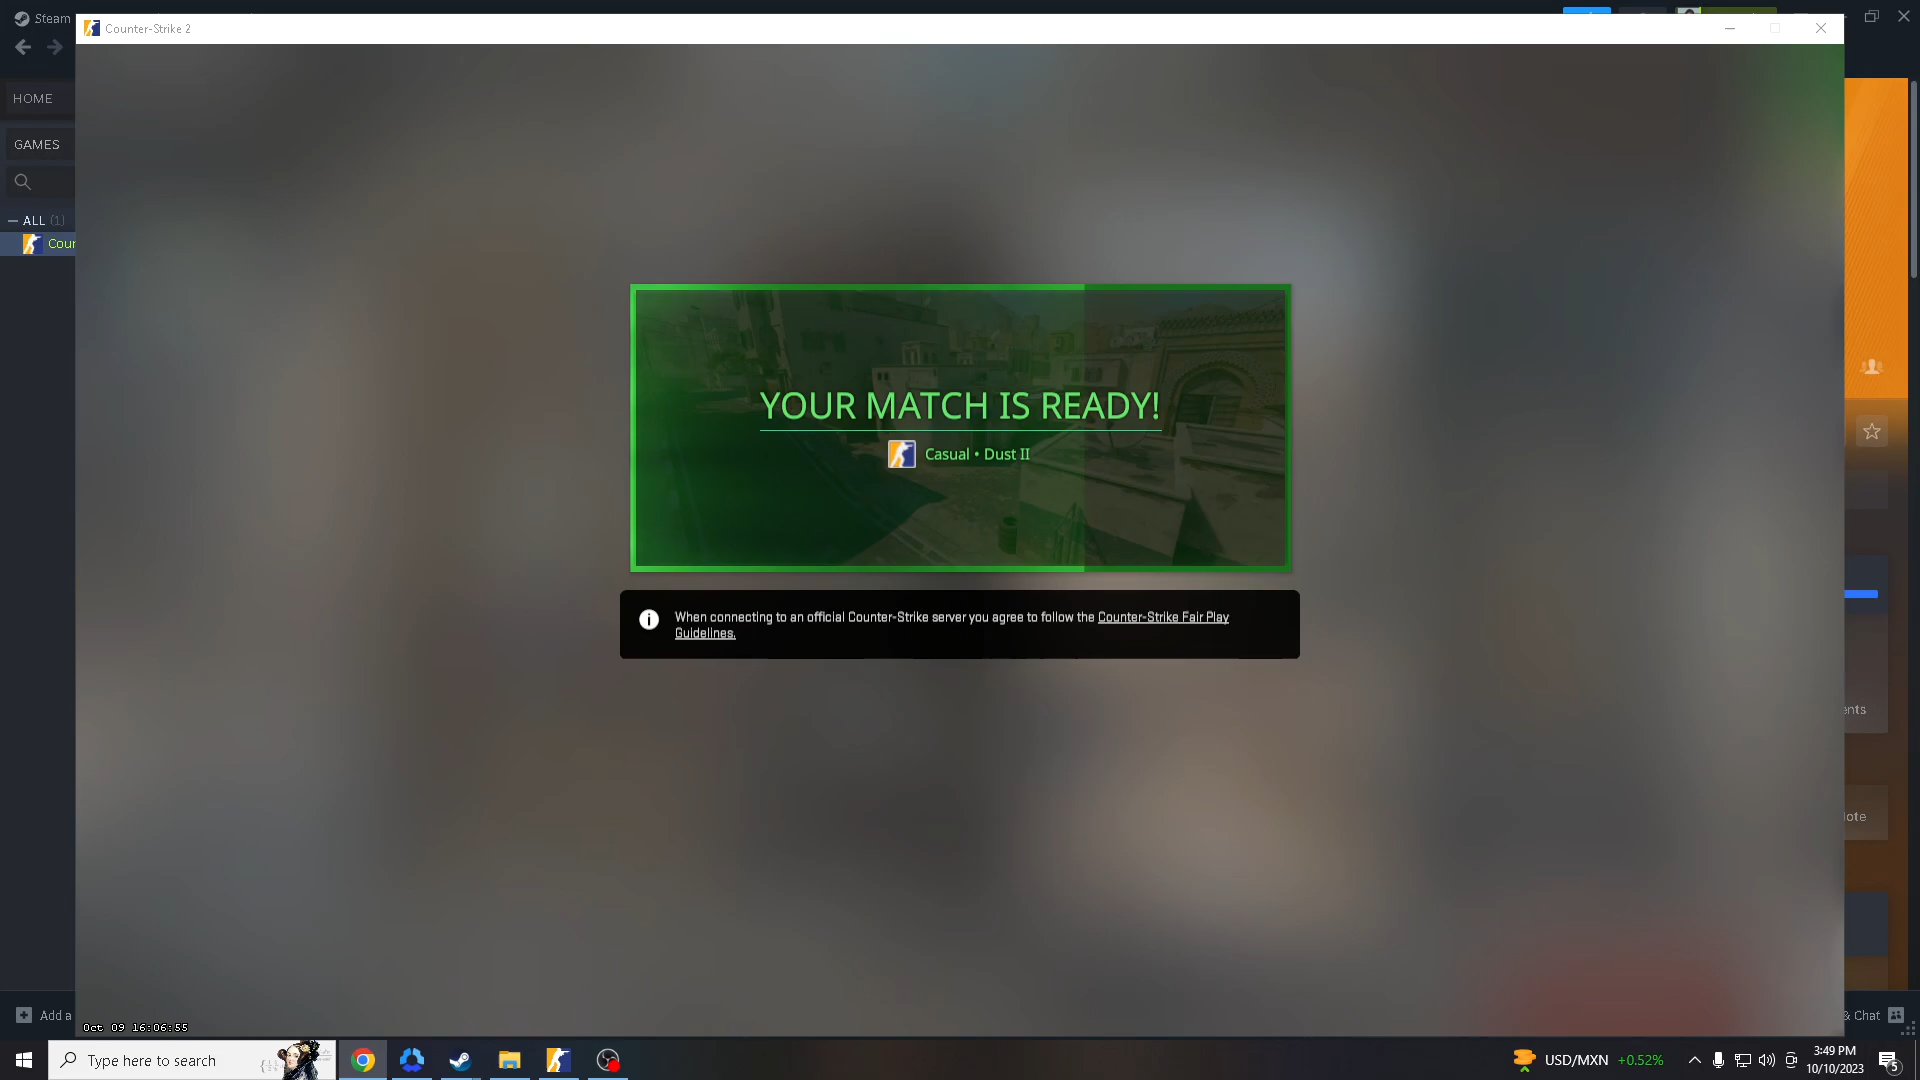 Steam
Counter-Strike 2
HOME
GAMES
ALL (1)
Coun
YOUR MATCH IS READY!
Casual • Dust II
When connecting to an official Counter-Strike server you agree to follow the Counter-Strike Fair Play
Guidelines.
ents
lote
Add a
& Chat
Oct 09 16:06:55
Type here to search
USD/MXN +0.52%
3:49 PM
10/10/2023
5